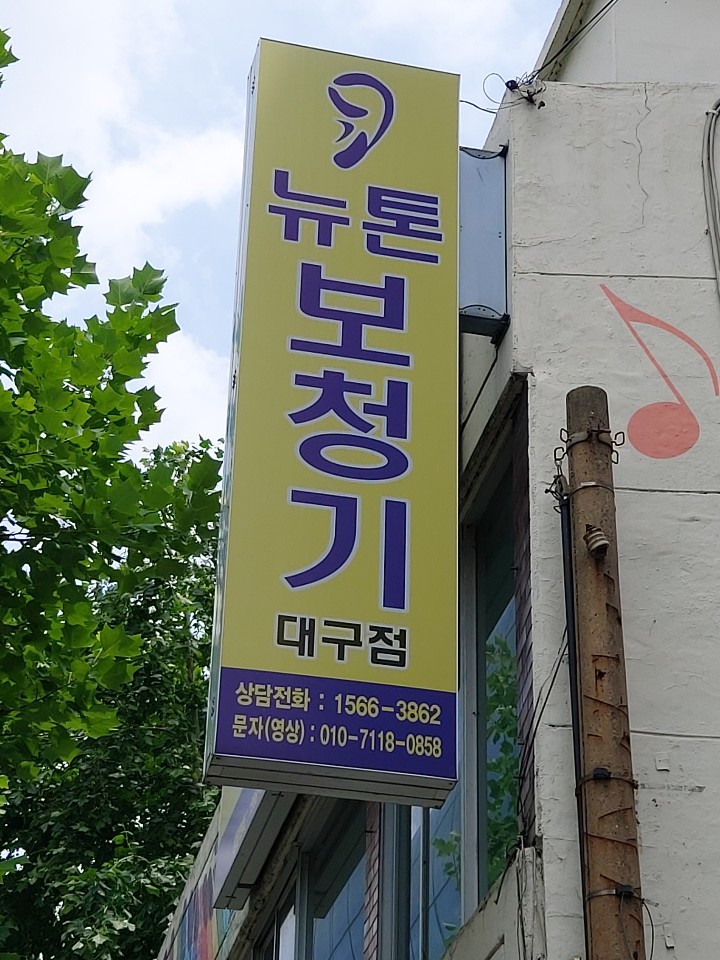 뉴톤
보청기
대구점
상담전화 : 1566-3862
문자(영상) : 010-7118-0858